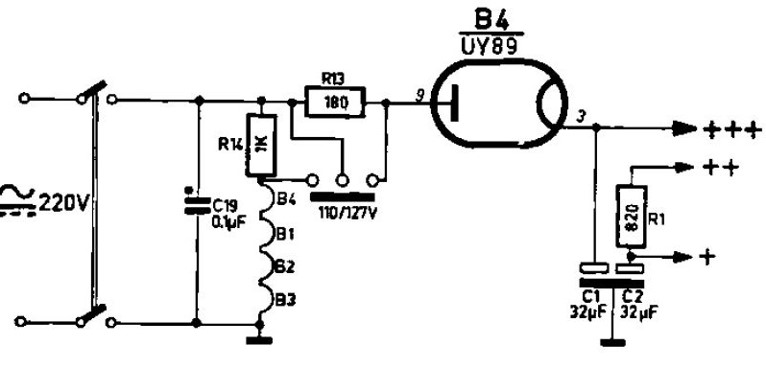 B4
UY89
R13
180
9
3
+++
R14
1K
++
220V
C19
0.1µF
B4
110/127V
820
R1
B1
B2
+
B3
C1
C2
32µF
32µF